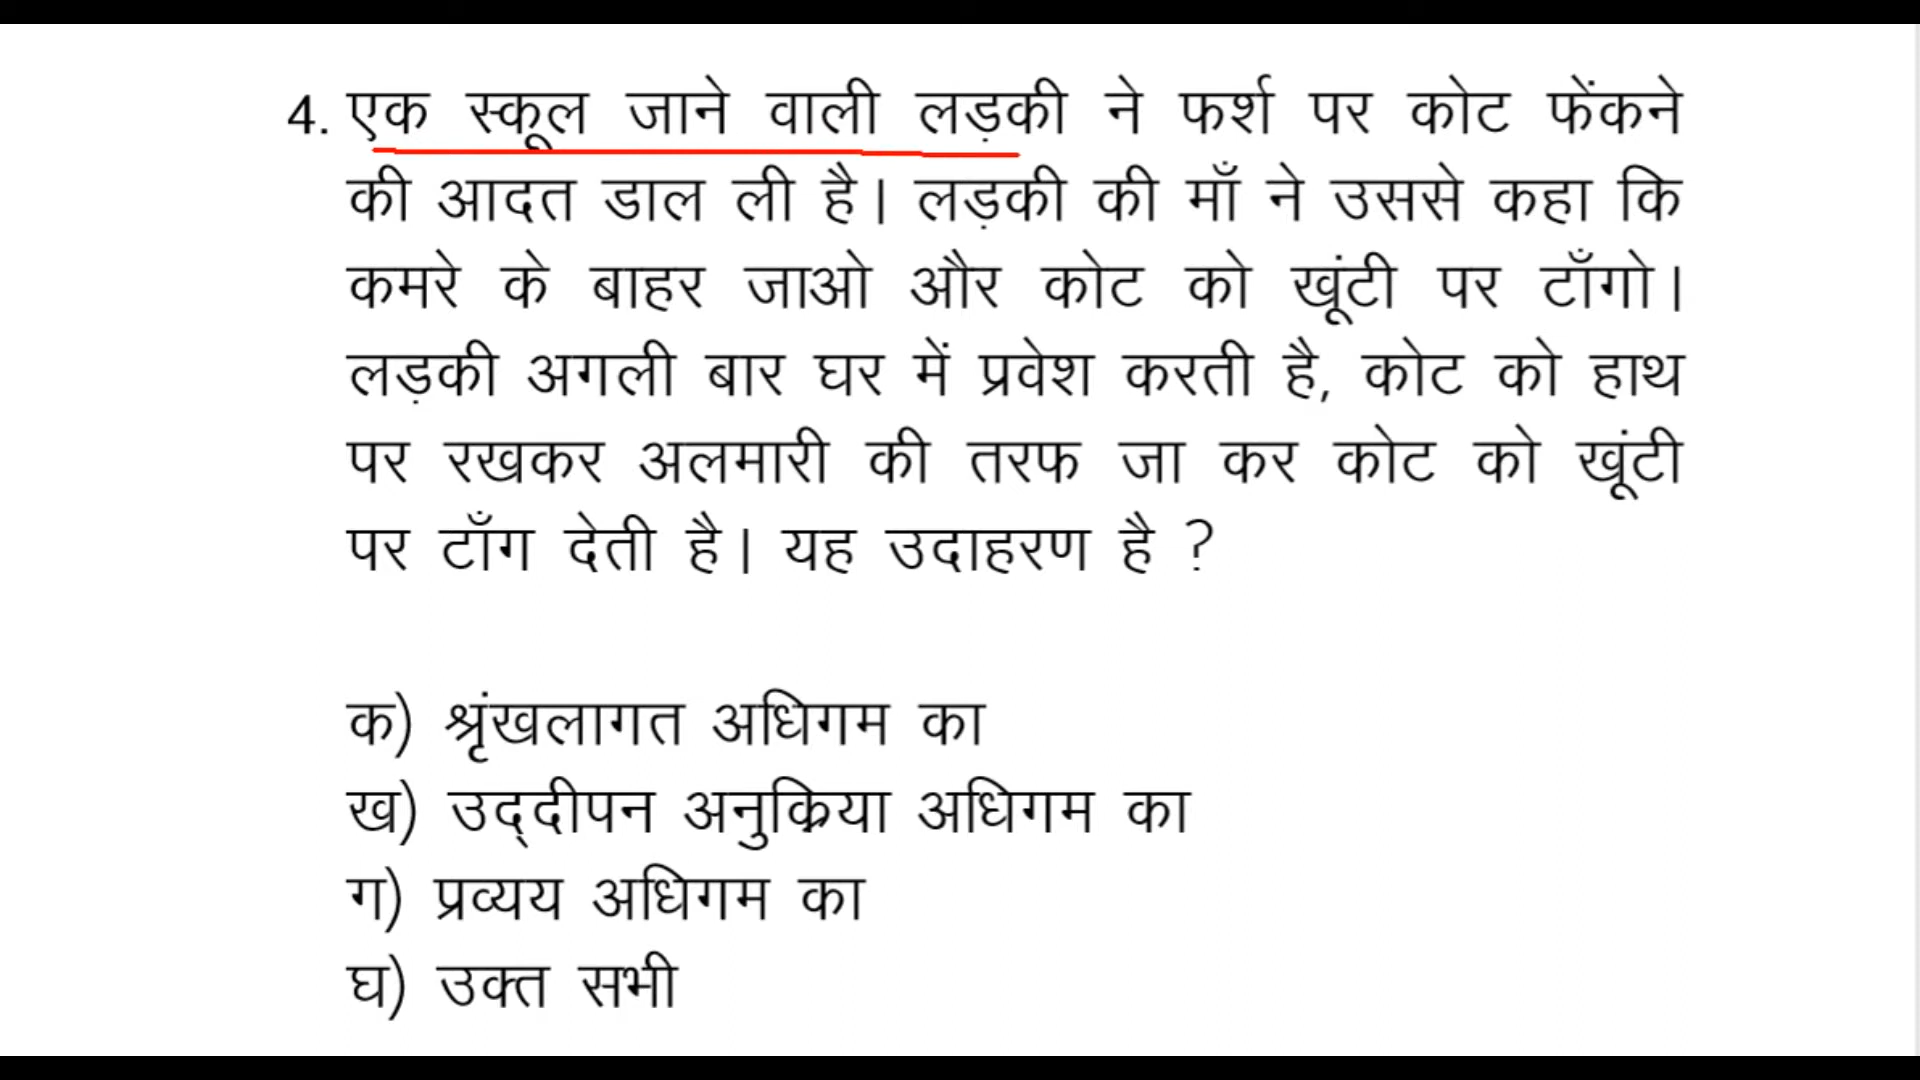 4. एक स्कूल जाने वाली लड़की ने फर्श पर कोट फेंकने
की आदत डाल ली है। लड़की की माँ ने उससे कहा कि
कमरे के बाहर जाओ और कोट को खूंटी पर टाँगो।
लड़की अगली बार घर में प्रवेश करती है, कोट को हाथ
पर रखकर अलमारी की तरफ जा कर कोट को खूंटी
पर टाँग देती है। यह उदाहरण है ?
क) श्रृंखलागत अधिगम का
ख) उद्दीपन अनुक्रिया अधिगम का
ग) प्रव्यय अधिगम का
घ) उक्त सभी